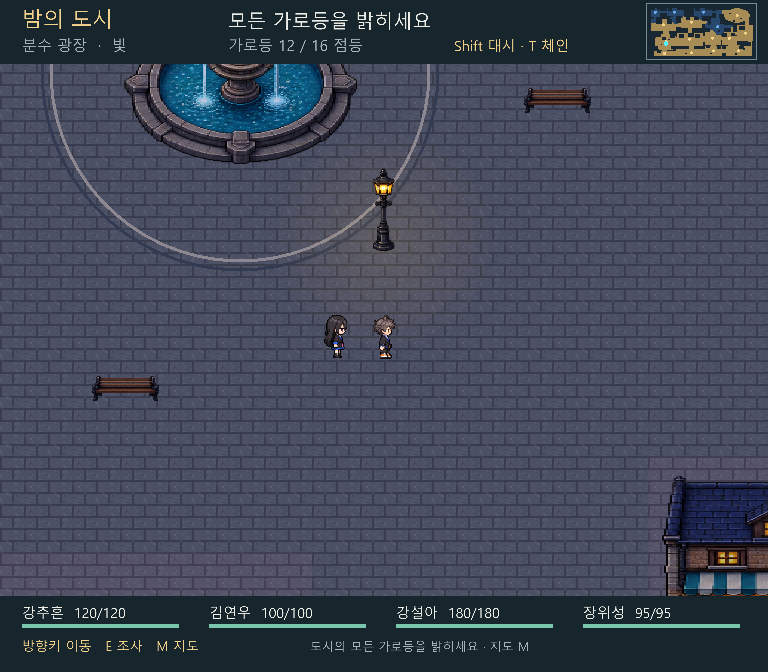 밤의 도시
모든 가로등을 밝히세요
분수 광장 · 빛
가로등 12 / 16 점등
Shift 대시 · T 체인
강추훈 120/120
김연우 100/100
강설아 180/180
장위성 95/95
방향키 이동 E 조사 M 지도
도시의 모든 가로등을 밝히세요 · 지도 M